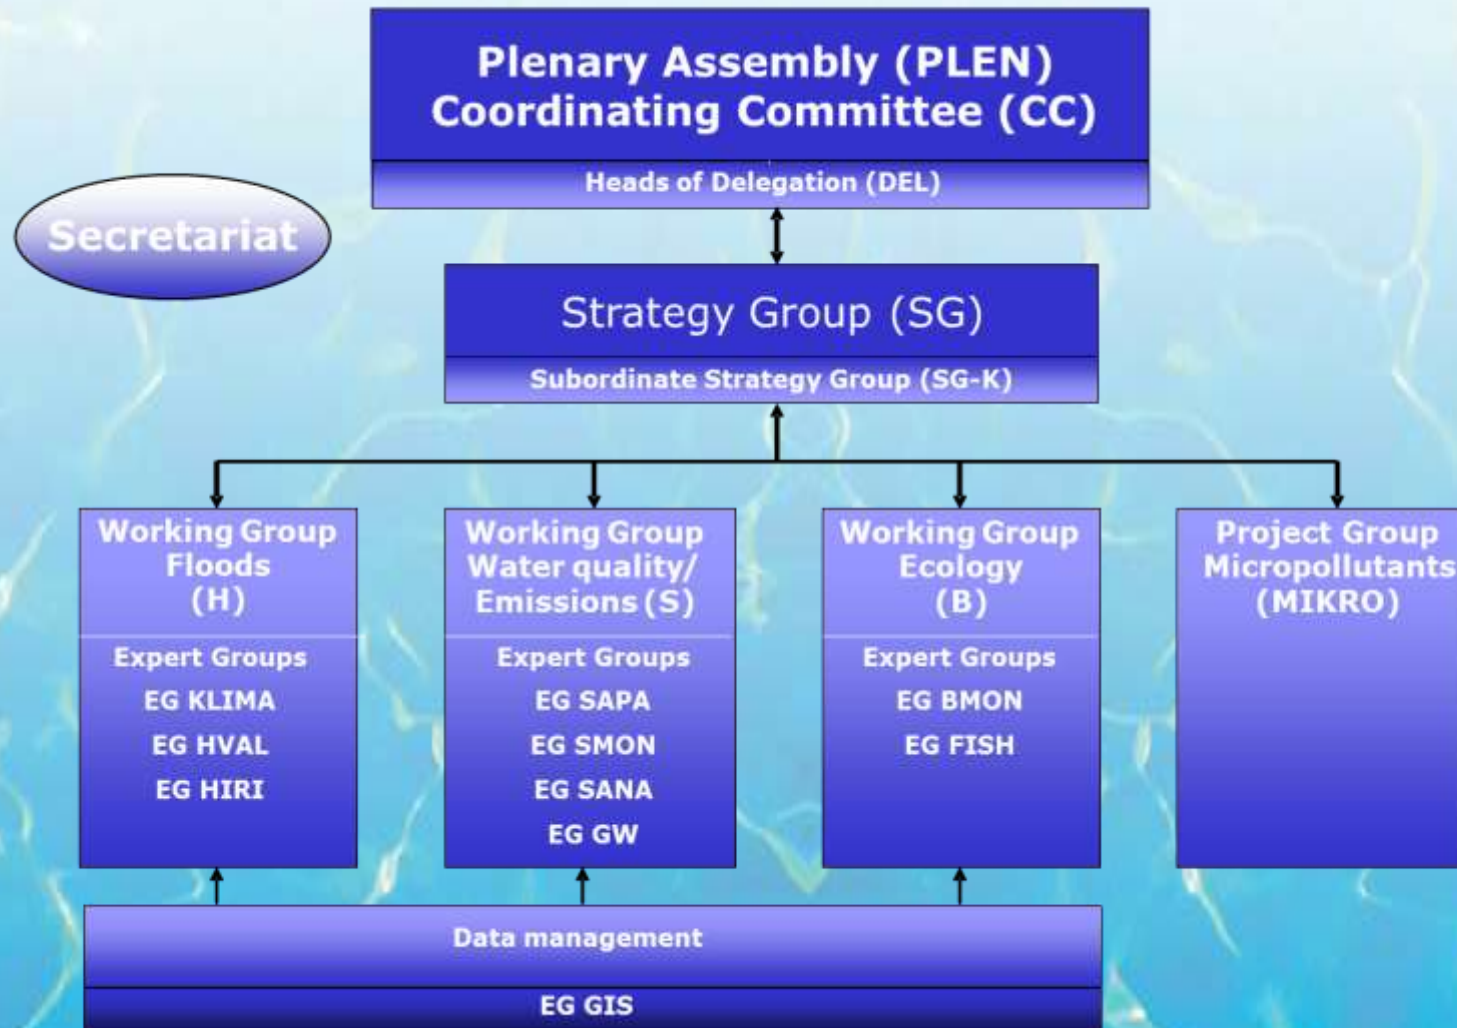 Plenary Assembly (PLEN)
Coordinating Committee (CC)
Heads of Delegation (DEL)
Secretariat
Strategy Group (SG)
Subordinate Strategy Group (SG-K)
Working Group
Floods
(H)
Expert Groups
EG KLIMA
EG HVAL
EG HIRI
Working Group
Water quality/
Emissions (S)
Expert Groups
EG SAPA
EG SMON
EG SANA
EG GW
Working Group
Ecology
(B)
Expert Groups
EG BMON
EG FISH
Project Group
Micropollutants
(MIKRO)
Data management
EG GIS